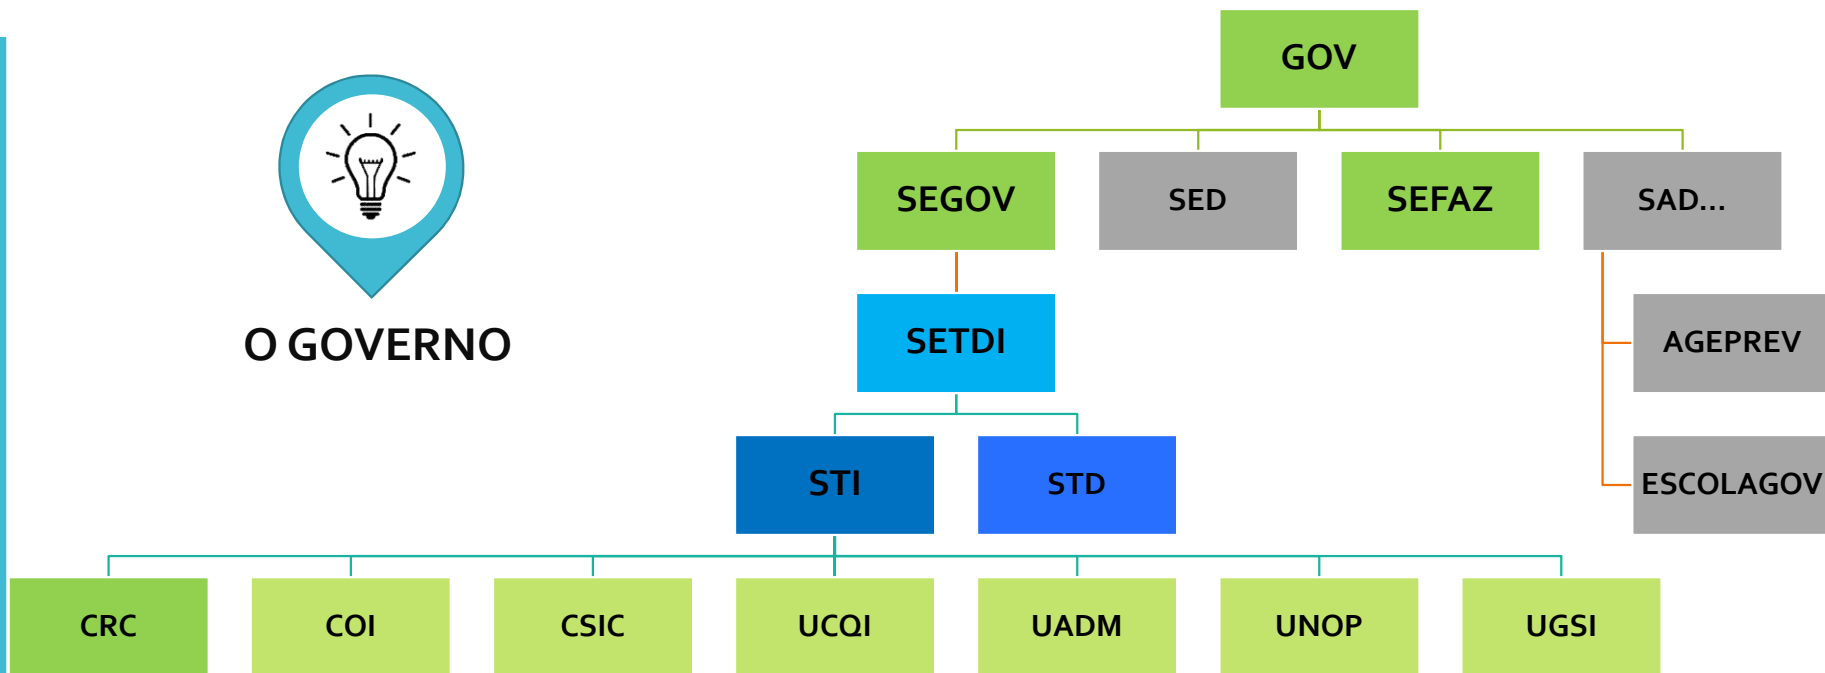 GOV
SEGOV
SED
SEFAZ
SAD...
O GOVERNO
SETDI
AGEPREV
STI
STD
ESCOLAGOV
CRC
COI
CSIC
UCQI
UADM
UNOP
UGSI